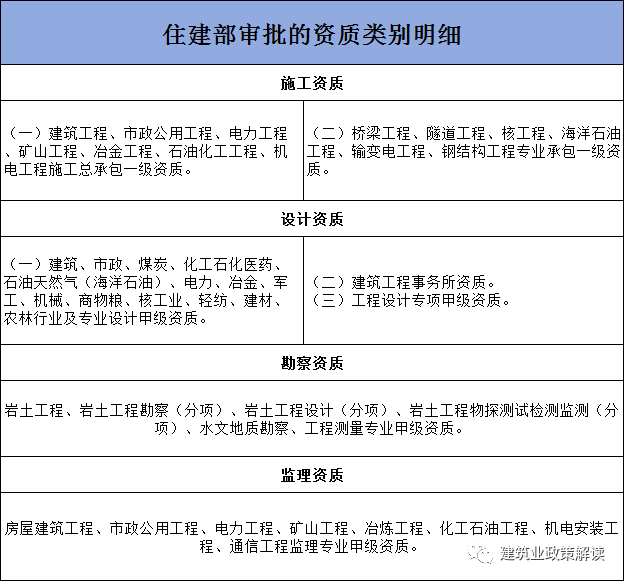 住建部审批的资质类别明细
施工资质
（一）建筑工程、市政公用工程、电力工程
、矿山工程、冶金工程、石油化工工程、机
电工程施工总承包一级资质。
（二）桥梁工程、隧道工程、核工程、海洋石油
工程、输变电工程、钢结构工程专业承包一级资
质。
设计资质
（一）建筑、市政、煤炭、化工石化医药、
石油天然气（海洋石油）、电力、冶金、军
工、机械、商物粮、核工业、轻纺、建材、
农林行业及专业设计甲级资质。
（二）建筑工程事务所资质。
（三）工程设计专项甲级资质。
勘察资质
岩土工程、岩土工程勘察（分项）、岩土工程设计（分项）、岩土工程物探测试检测监测（分
项）、水文地质勘察、工程测量专业甲级资质。
监理资质
房屋建筑工程、市政公用工程、电力工程、矿山工程、冶炼工程、化工石油工程、机电安装工
程、通信工程监理专业甲级资质。
建筑业政策解读